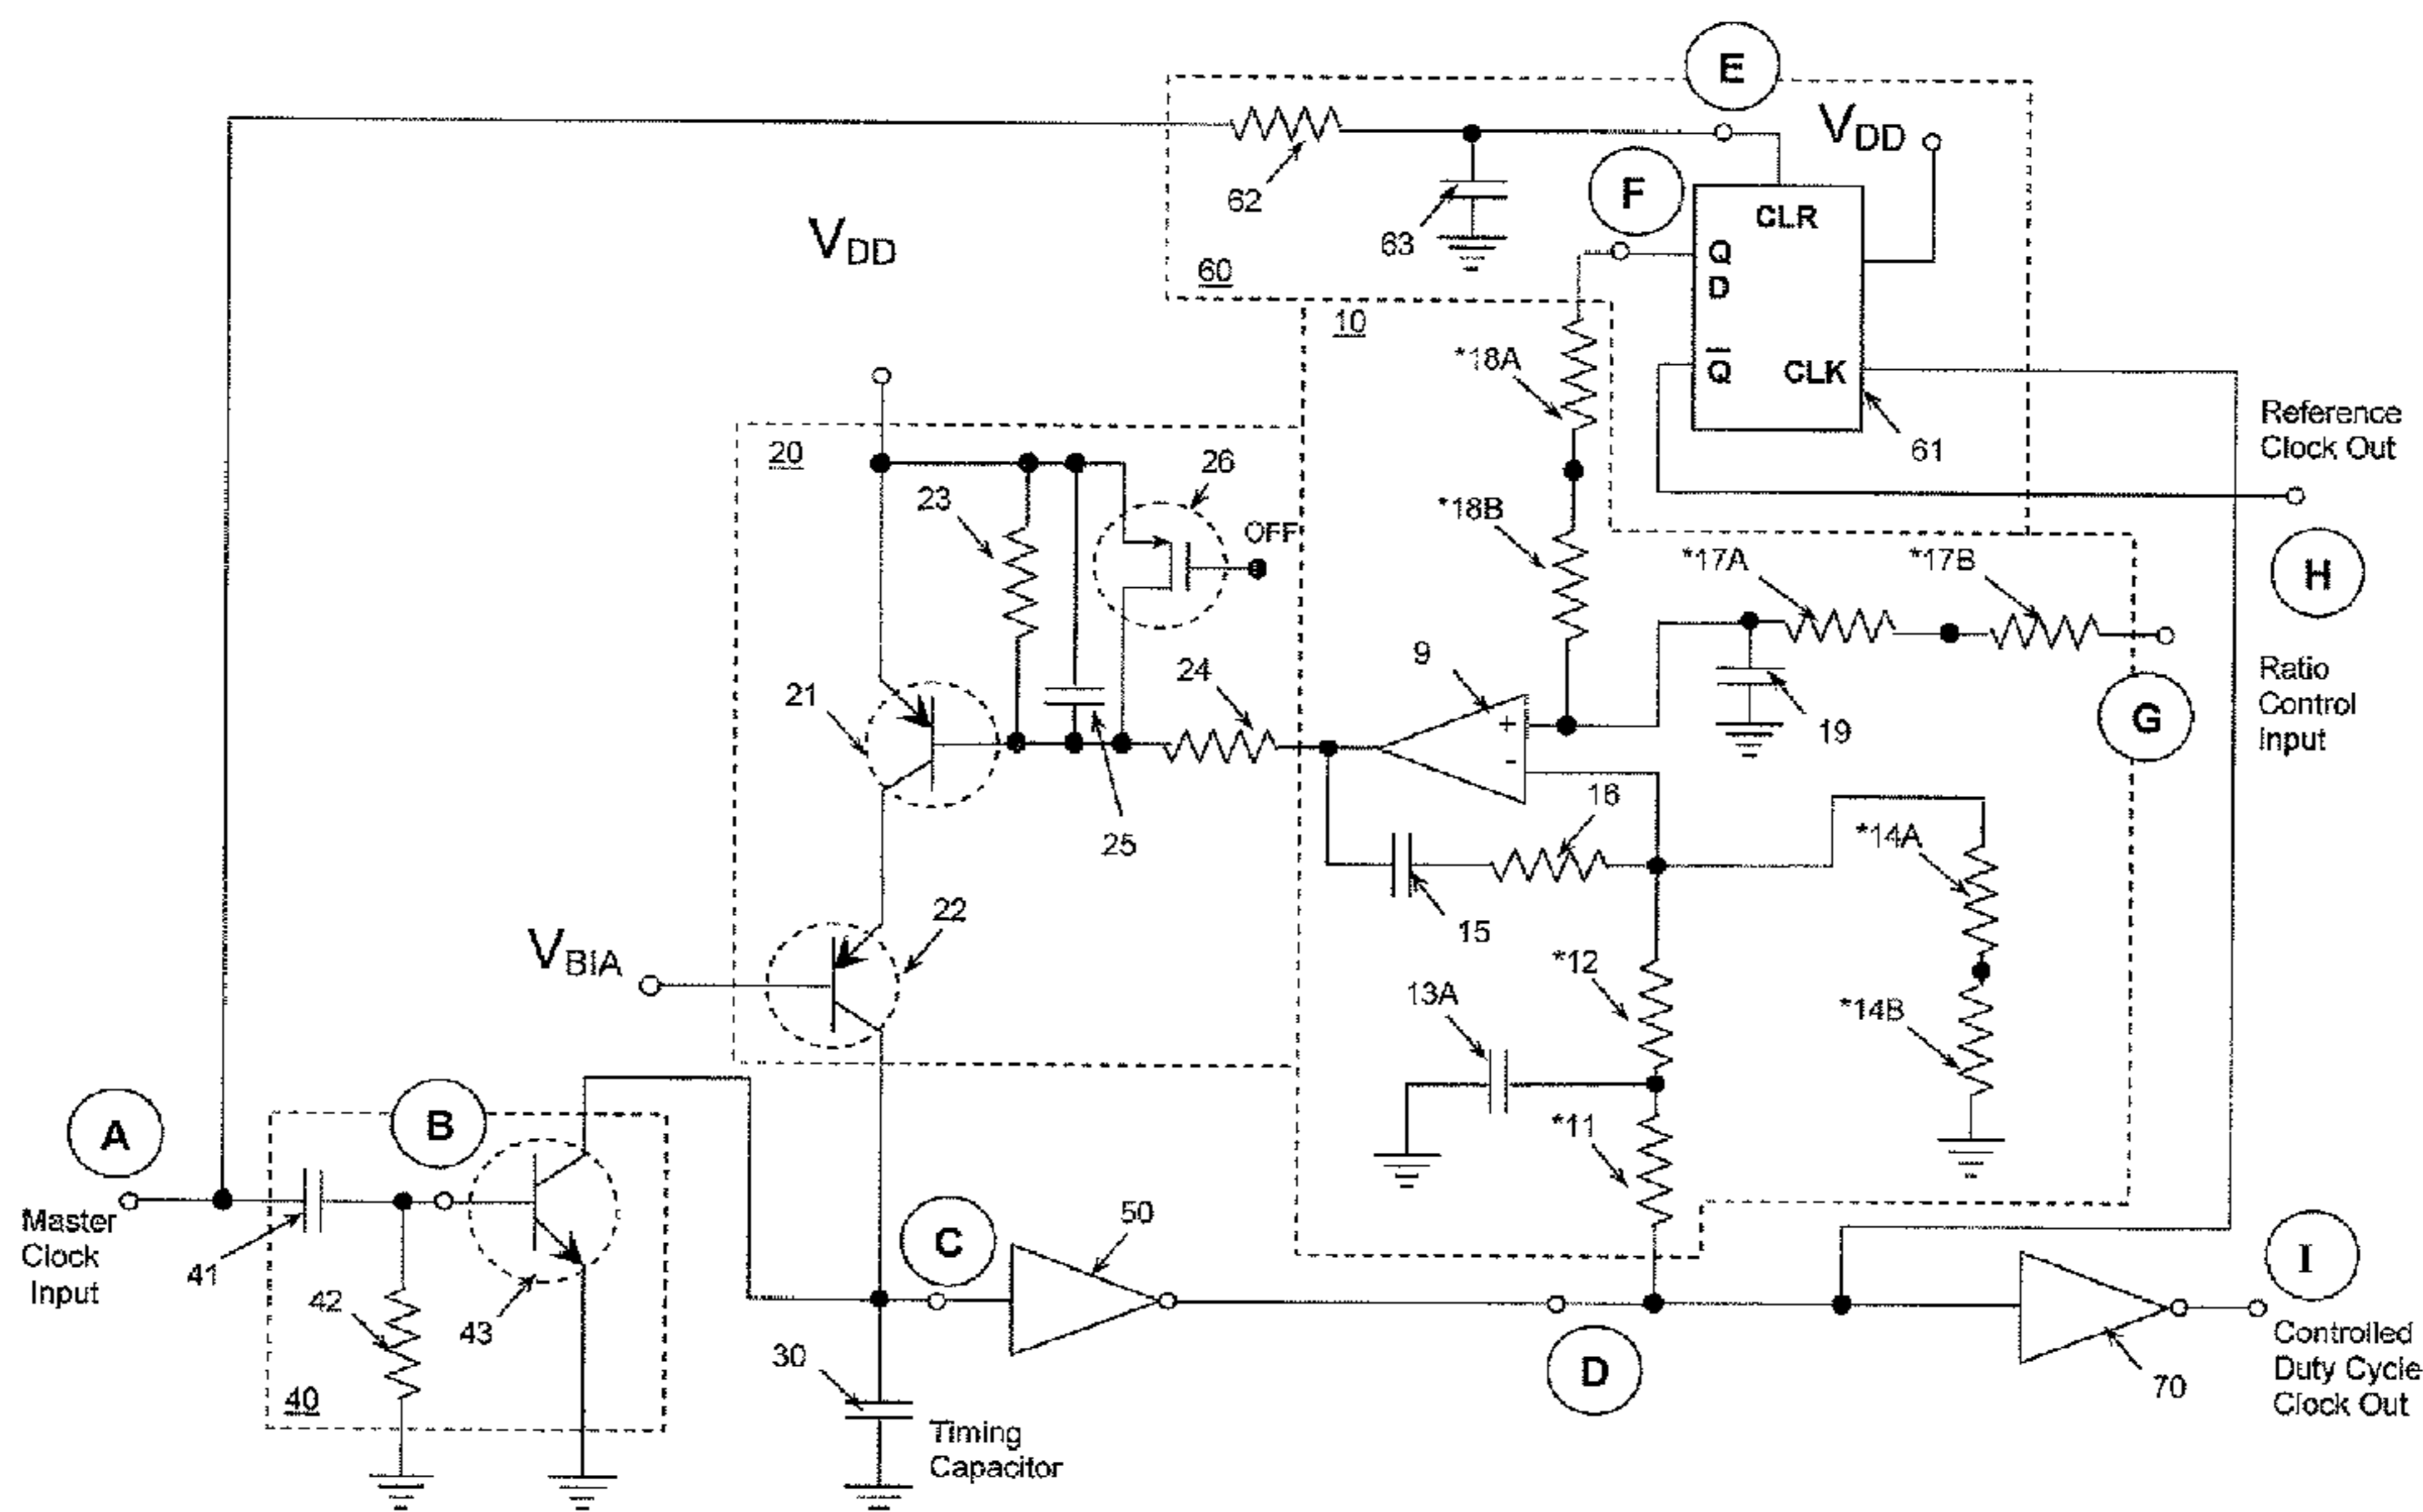 E
VDD
F
CLR
62
63
Q
D
VDD
60
10
*18A
Q
CLK
Reference
Clock Out
61
20
26
23
*18B
OFF
*17A
*17B
H
9
24
21
+
Ratio
Control
Input
G
19
-
16
*14A
25
15
22
VBIA
*12
13A
*14B
A
B
*11
Master
Clock
Input
41
C
50
I
42
43
Controlled
Duty Cycle
Clock Out
30
D
70
40
Timing
Capacitor